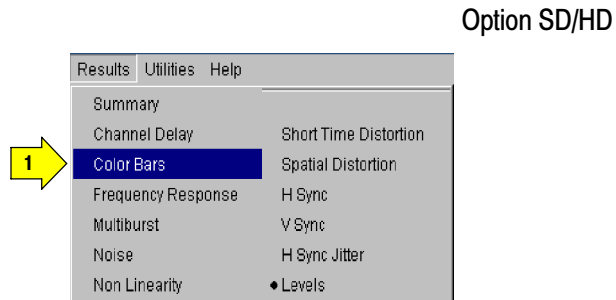 Option SD/HD
Results Utilities Help
Summary
Channel Delay Short Time Distortion
1 Color Bars Spatial Distortion
Frequency Response H Sync
Multiburst V Sync
Noise H Sync Jitter
Non Linearity ● Levels